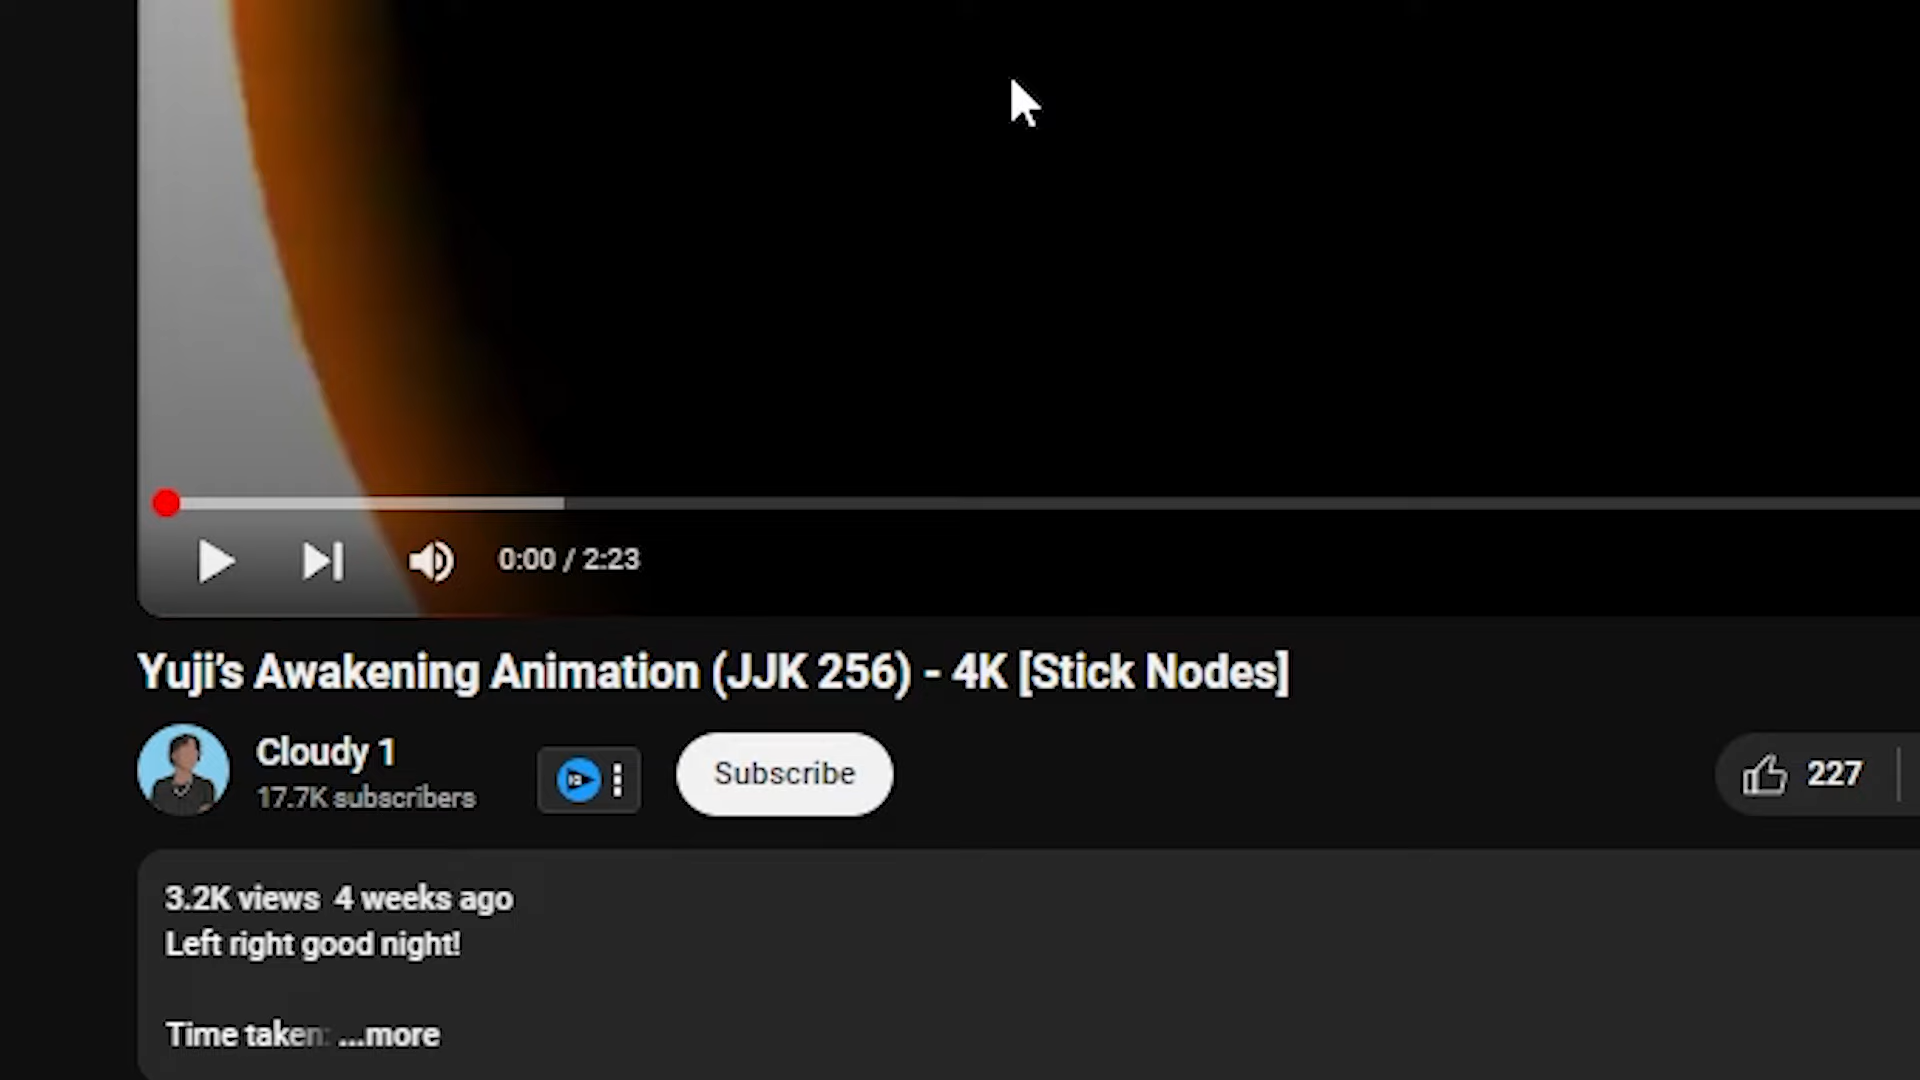 0:00 / 2:23
Yuji's Awakening Animation (JJK 256) - 4K [Stick Nodes]
Cloudy 1
17.7K subscribers
Subscribe
227
3.2K views 4 weeks ago
Left right good night!
Time taken: ...more